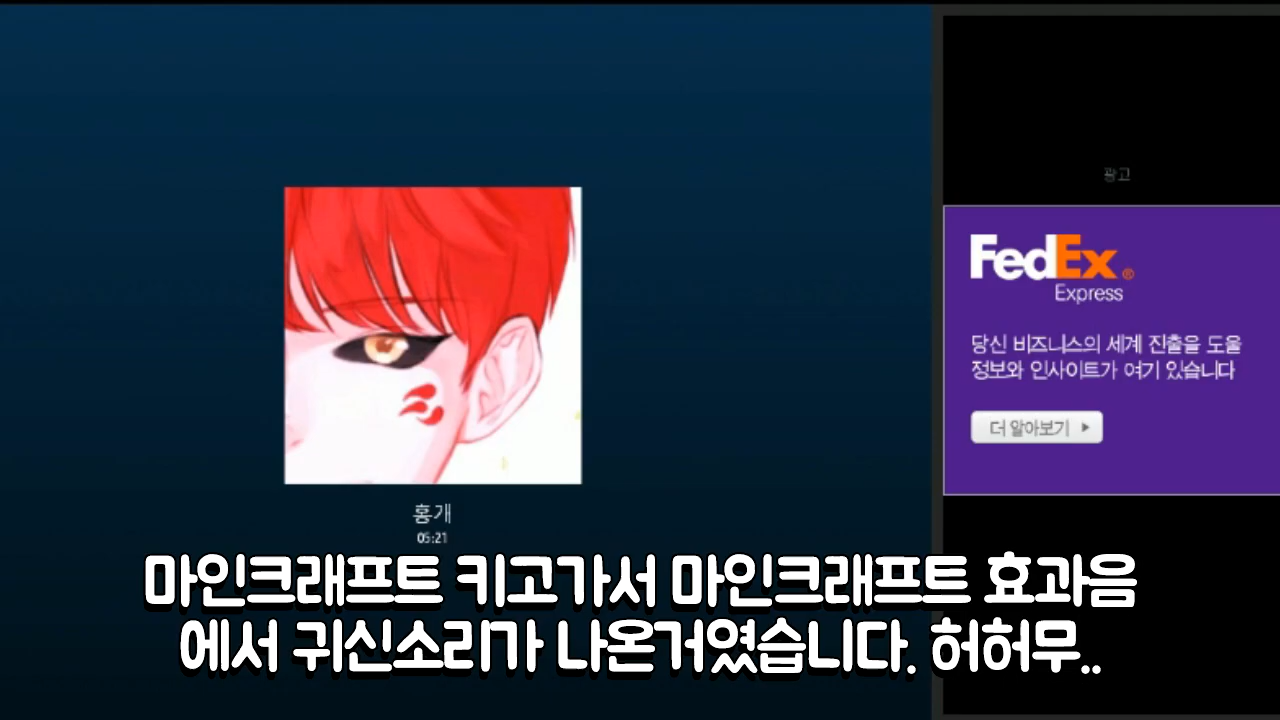 홍개
05:21
마인크래프트 키고가서 마인크래프트 효과음
에서 귀신소리가 나온거였습니다. 허허무..
광고
FedEx®
Express
당신 비즈니스의 세계 진출을 도울
정보와 인사이트가 여기 있습니다
더 알아보기